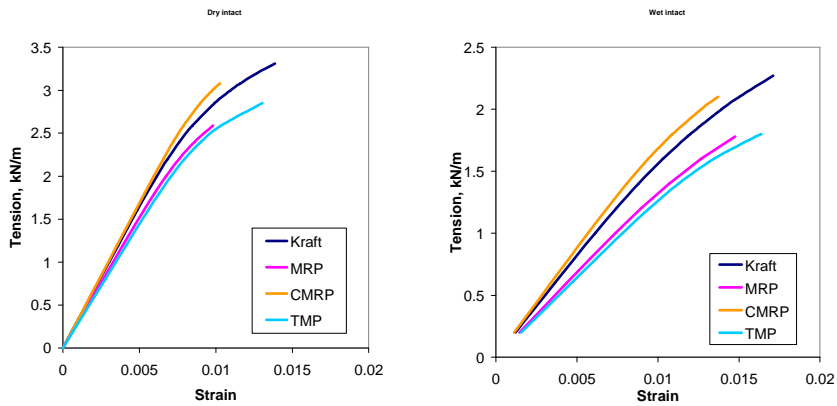 Dry intact
Tension, kN/m
3.5
3
2.5
2
1.5
1
0.5
0
0 0.005 0.01 0.015 0.02
Strain
Kraft
MRP
CMRP
TMP
Wet intact
Tension, kN/m
2.5
2
1.5
1
0.5
0
0 0.005 0.01 0.015 0.02
Strain
Kraft
MRP
CMRP
TMP